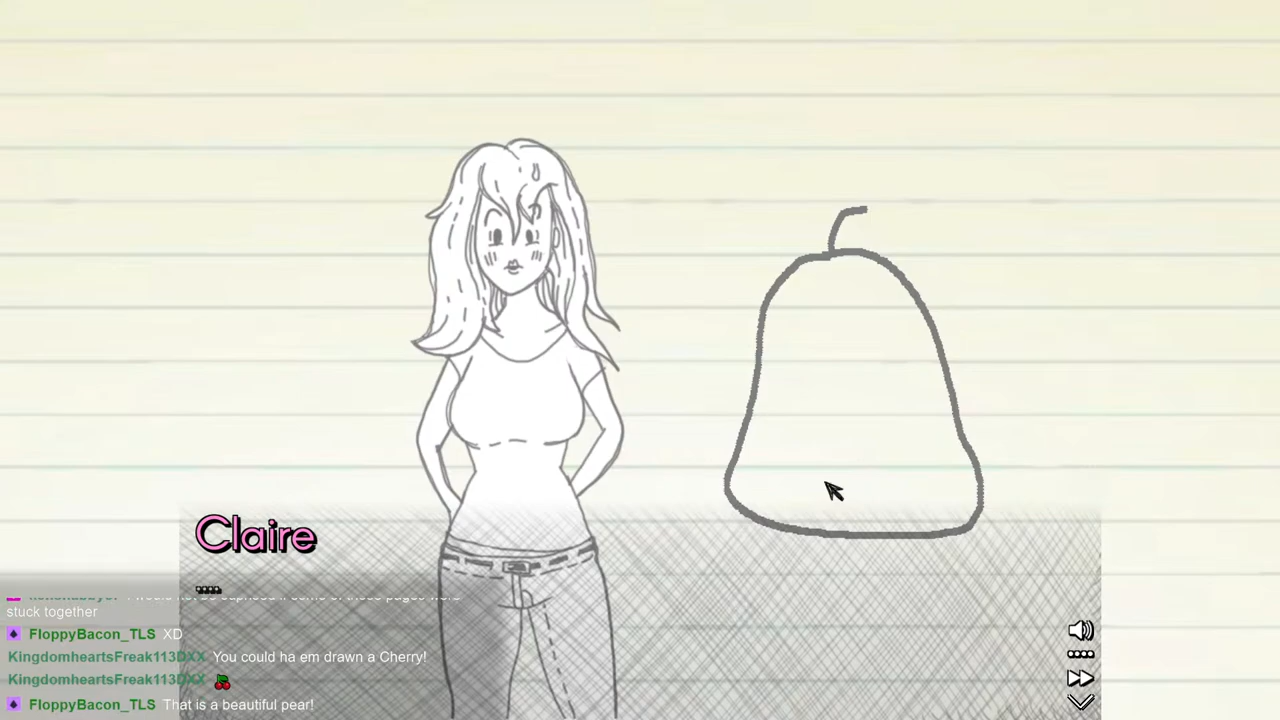 Claire
....
stuck together
FloppyBacon_TLS XD
KingdomheartsFreak113DXX You could ha em drawn a Cherry!
KingdomheartsFreak113DXX
FloppyBacon_TLS That is a beautiful pear!